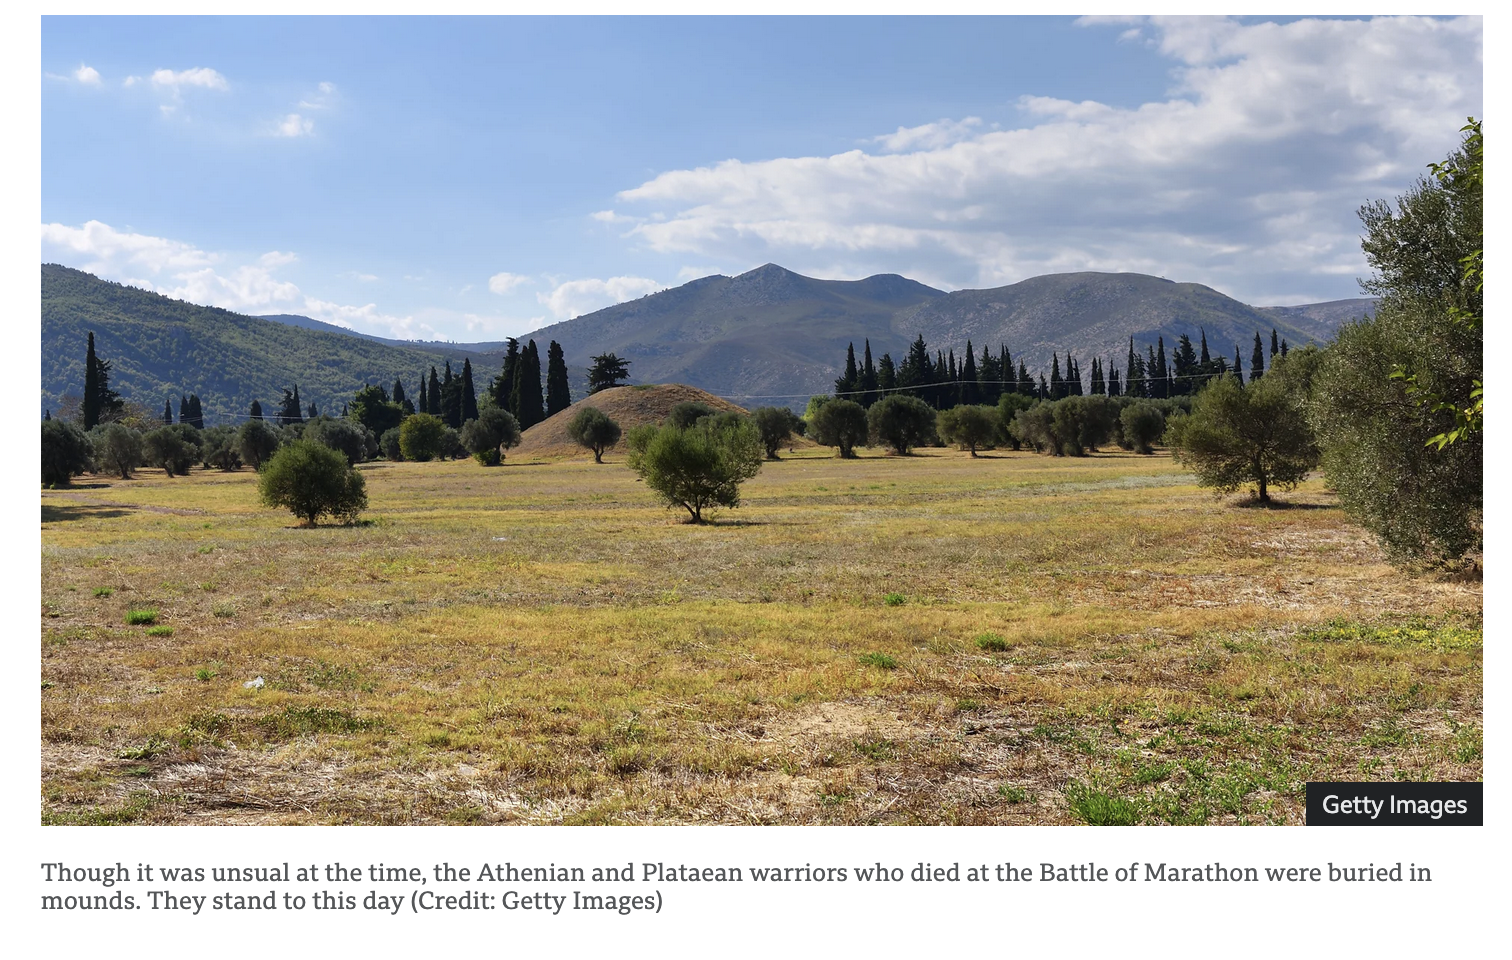 Getty Images
Though it was unusual at the time, the Athenian and Plataean warriors who died at the Battle of Marathon were buried in
mounds. They stand to this day (Credit: Getty Images)